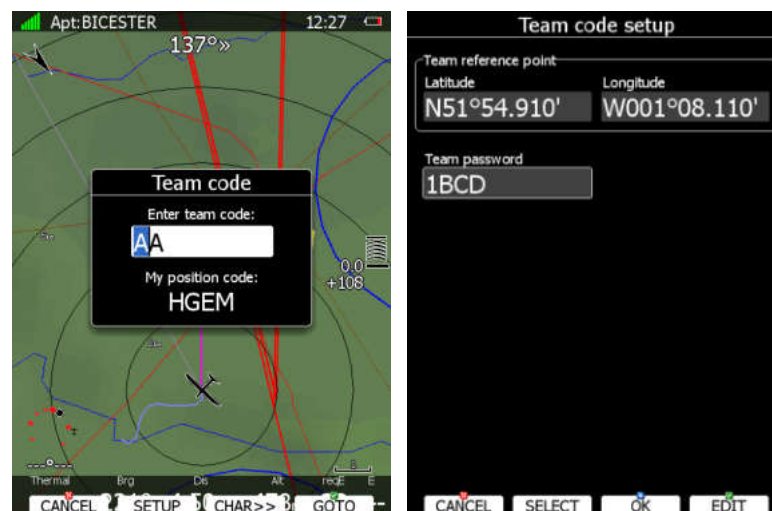 Apt:BICESTER 12:27
137°»
Team code
Enter team code:
AA
My position code:
HGEM
0.0
+108
Thermal Brg Dis Alt reqE E
CANCEL SETUP CHAR>> GOTO
Team code setup
Team reference point
Latitude Longitude
N51°54.910' W001°08.110'
Team password
1BCD
CANCEL SELECT OK EDIT